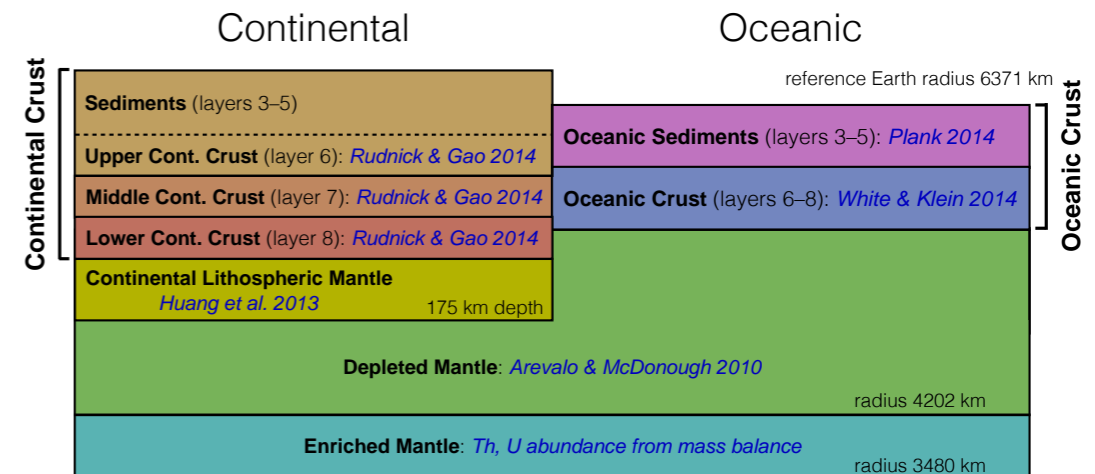 Continental
Oceanic
reference Earth radius 6371 km
Continental Crust
Sediments (layers 3–5)
Upper Cont. Crust (layer 6): Rudnick & Gao 2014
Middle Cont. Crust (layer 7): Rudnick & Gao 2014
Lower Cont. Crust (layer 8): Rudnick & Gao 2014
Continental Lithospheric Mantle
Huang et al. 2013
175 km depth
Oceanic Sediments (layers 3–5): Plank 2014
Oceanic Crust (layers 6–8): White & Klein 2014
Oceanic Crust
Depleted Mantle: Arevalo & McDonough 2010
radius 4202 km
Enriched Mantle: Th, U abundance from mass balance
radius 3480 km